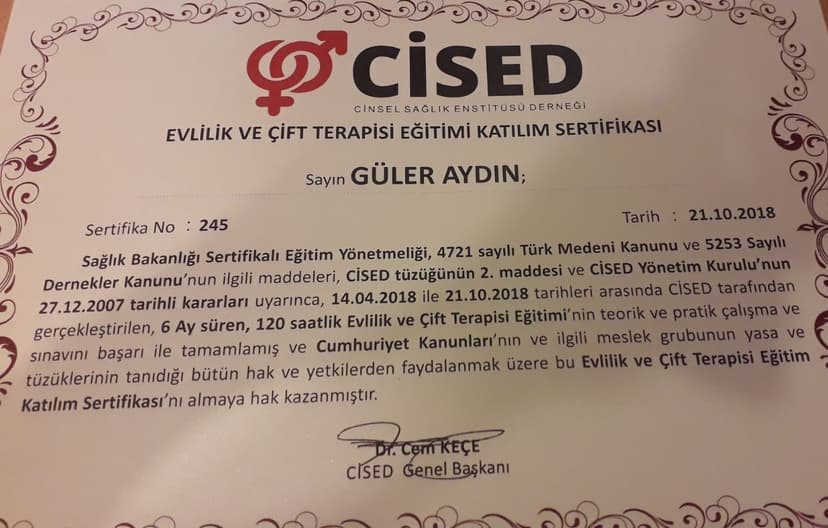 CİSED
CİNSEL SAĞLIK ENSTİTÜSÜ DERNEĞİ
EVLİLİK VE ÇİFT TERAPİSİ EĞİTİMİ KATILIM SERTİFİKASI
Sayın GÜLER AYDIN;
Sertifika No : 245 Tarih : 21.10.2018
Sağlık Bakanlığı Sertifikalı Eğitim Yönetmeliği, 4721 sayılı Türk Medeni Kanunu ve 5253 Sayılı
Dernekler Kanunu'nun ilgili maddeleri, CİSED tüzüğünün 2. maddesi ve CİSED Yönetim Kurulu'nun
27.12.2007 tarihli kararları uyarınca, 14.04.2018 ile 21.10.2018 tarihleri arasında CİSED tarafından
gerçekleştirilen, 6 Ay süren, 120 saatlik Evlilik ve Çift Terapisi Eğitimi'nin teorik ve pratik çalışma ve
sınavını başarı ile tamamlamış ve Cumhuriyet Kanunları'nın ve ilgili meslek grubunun yasa ve
tüzüklerinin tanıdığı bütün hak ve yetkilerden faydalanmak üzere bu Evlilik ve Çift Terapisi Eğitim
Katılım Sertifikası'nı almaya hak kazanmıştır.
Dr. Cem KEÇE
CİSED Genel Başkanı